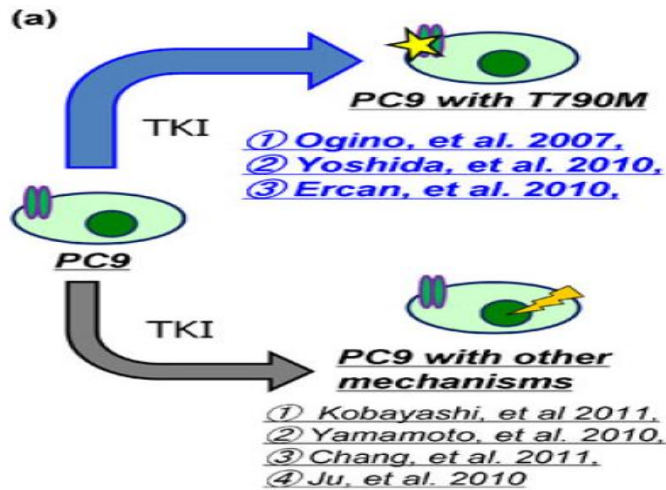 (a)
TKI
PC9 with T790M
① Ogino, et al. 2007,
② Yoshida, et al. 2010,
③ Ercan, et al. 2010,
PC9
TKI
PC9 with other
mechanisms
① Kobayashi, et al 2011,
② Yamamoto, et al. 2010,
③ Chang, et al. 2011,
④ Ju, et al. 2010